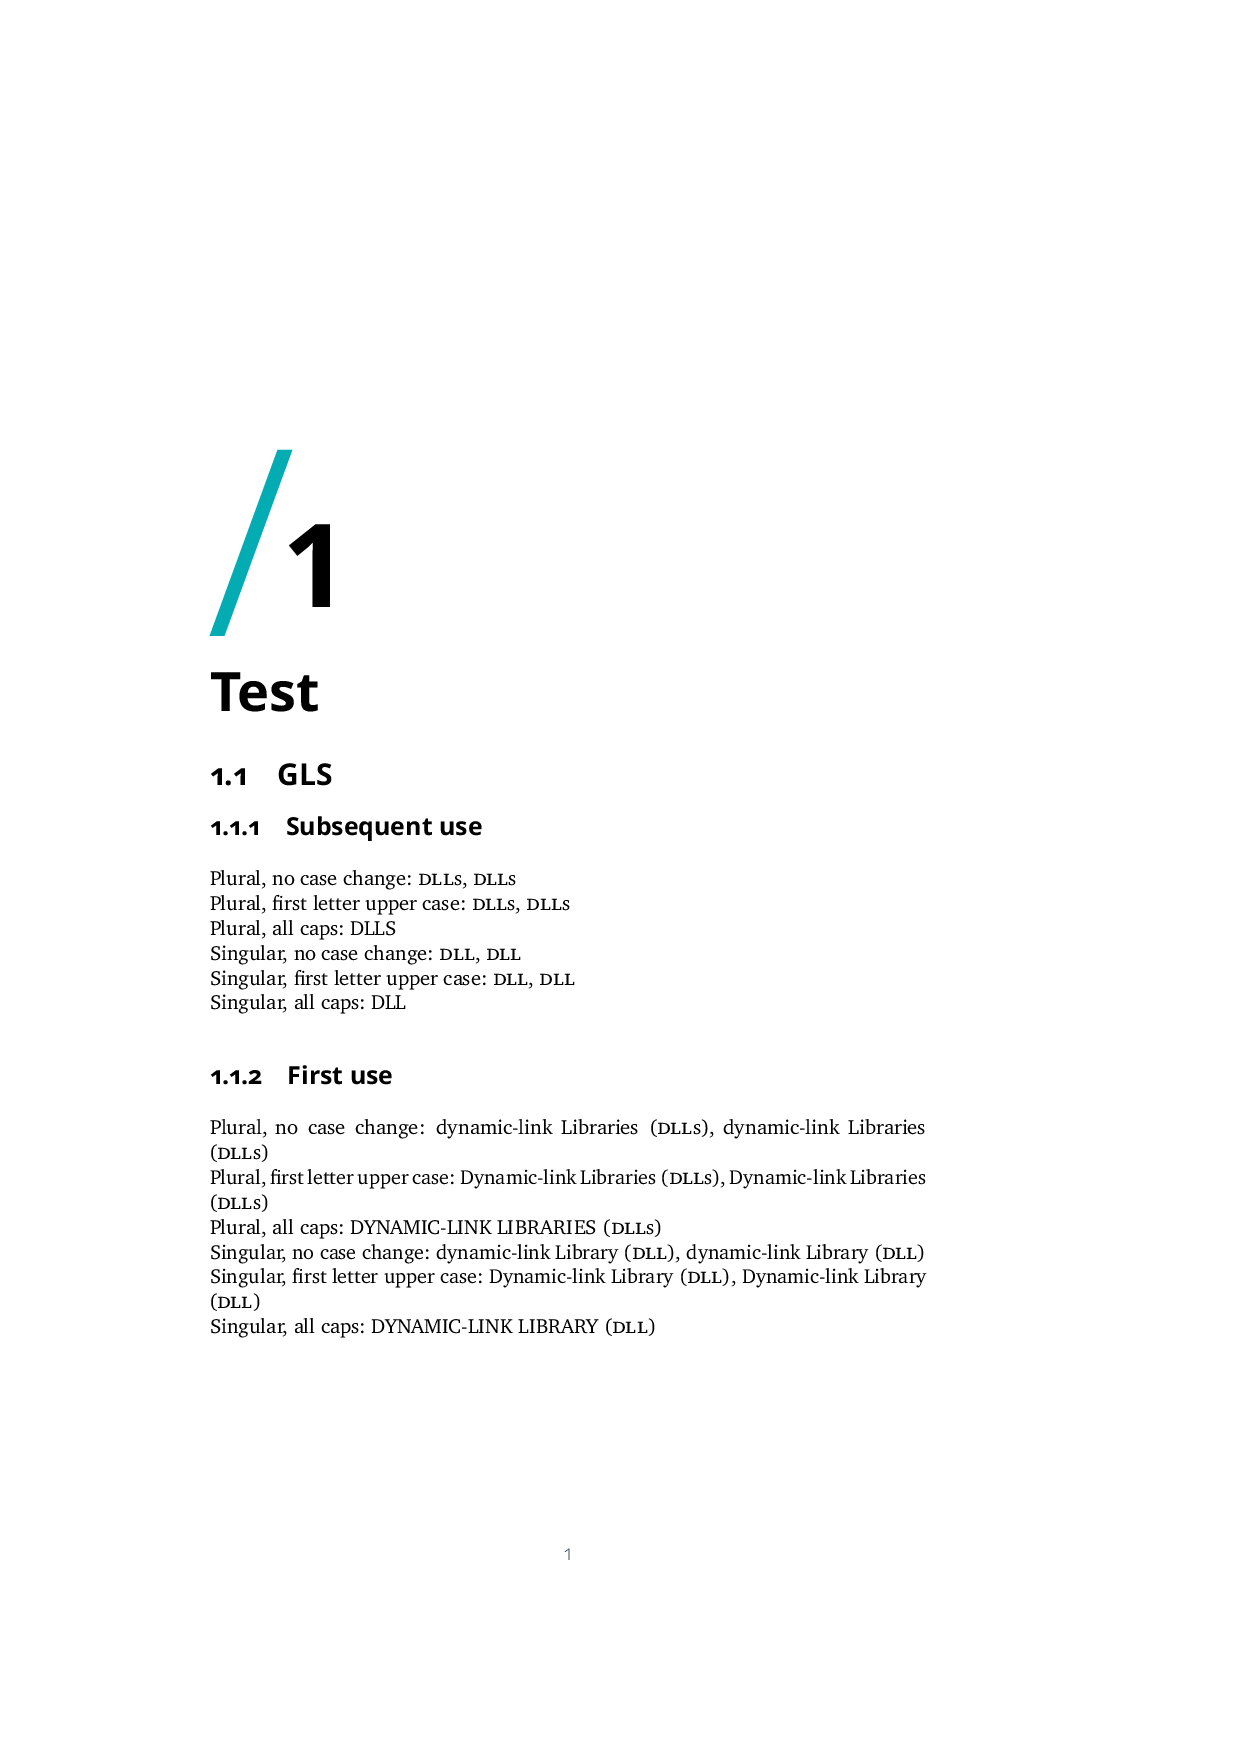 /1
Test
1.1 GLS
1.1.1 Subsequent use
Plural, no case change: DLLs, DLLs
Plural, first letter upper case: DLLs, DLLs
Plural, all caps: DLLS
Singular, no case change: DLL, DLL
Singular, first letter upper case: DLL, DLL
Singular, all caps: DLL
1.1.2 First use
Plural, no case change: dynamic-link Libraries (DLLs), dynamic-link Libraries
(DLLs)
Plural, first letter upper case: Dynamic-link Libraries (DLLs), Dynamic-link Libraries
(DLLs)
Plural, all caps: DYNAMIC-LINK LIBRARIES (DLLs)
Singular, no case change: dynamic-link Library (DLL), dynamic-link Library (DLL)
Singular, first letter upper case: Dynamic-link Library (DLL), Dynamic-link Library
(DLL)
Singular, all caps: DYNAMIC-LINK LIBRARY (DLL)
1